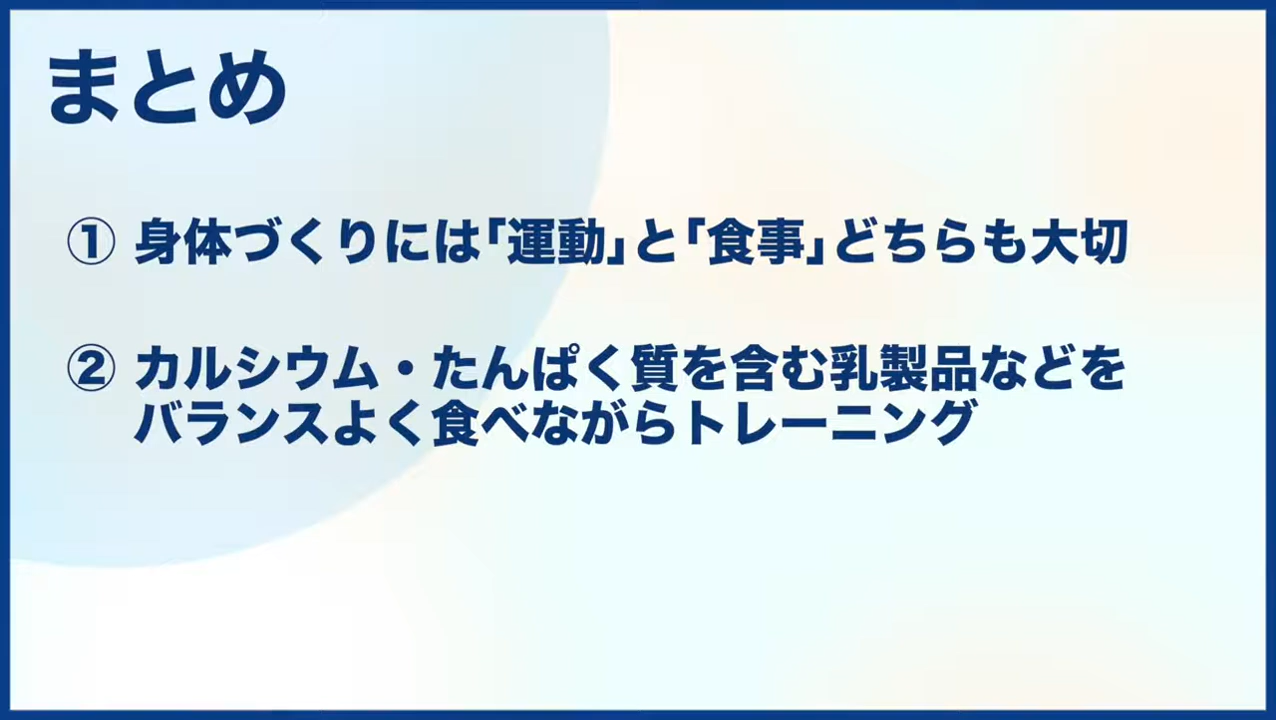 まとめ
① 身体づくりには「運動」と「食事」どちらも大切
② カルシウム・たんぱく質を含む乳製品などを
バランスよく食べながらトレーニング